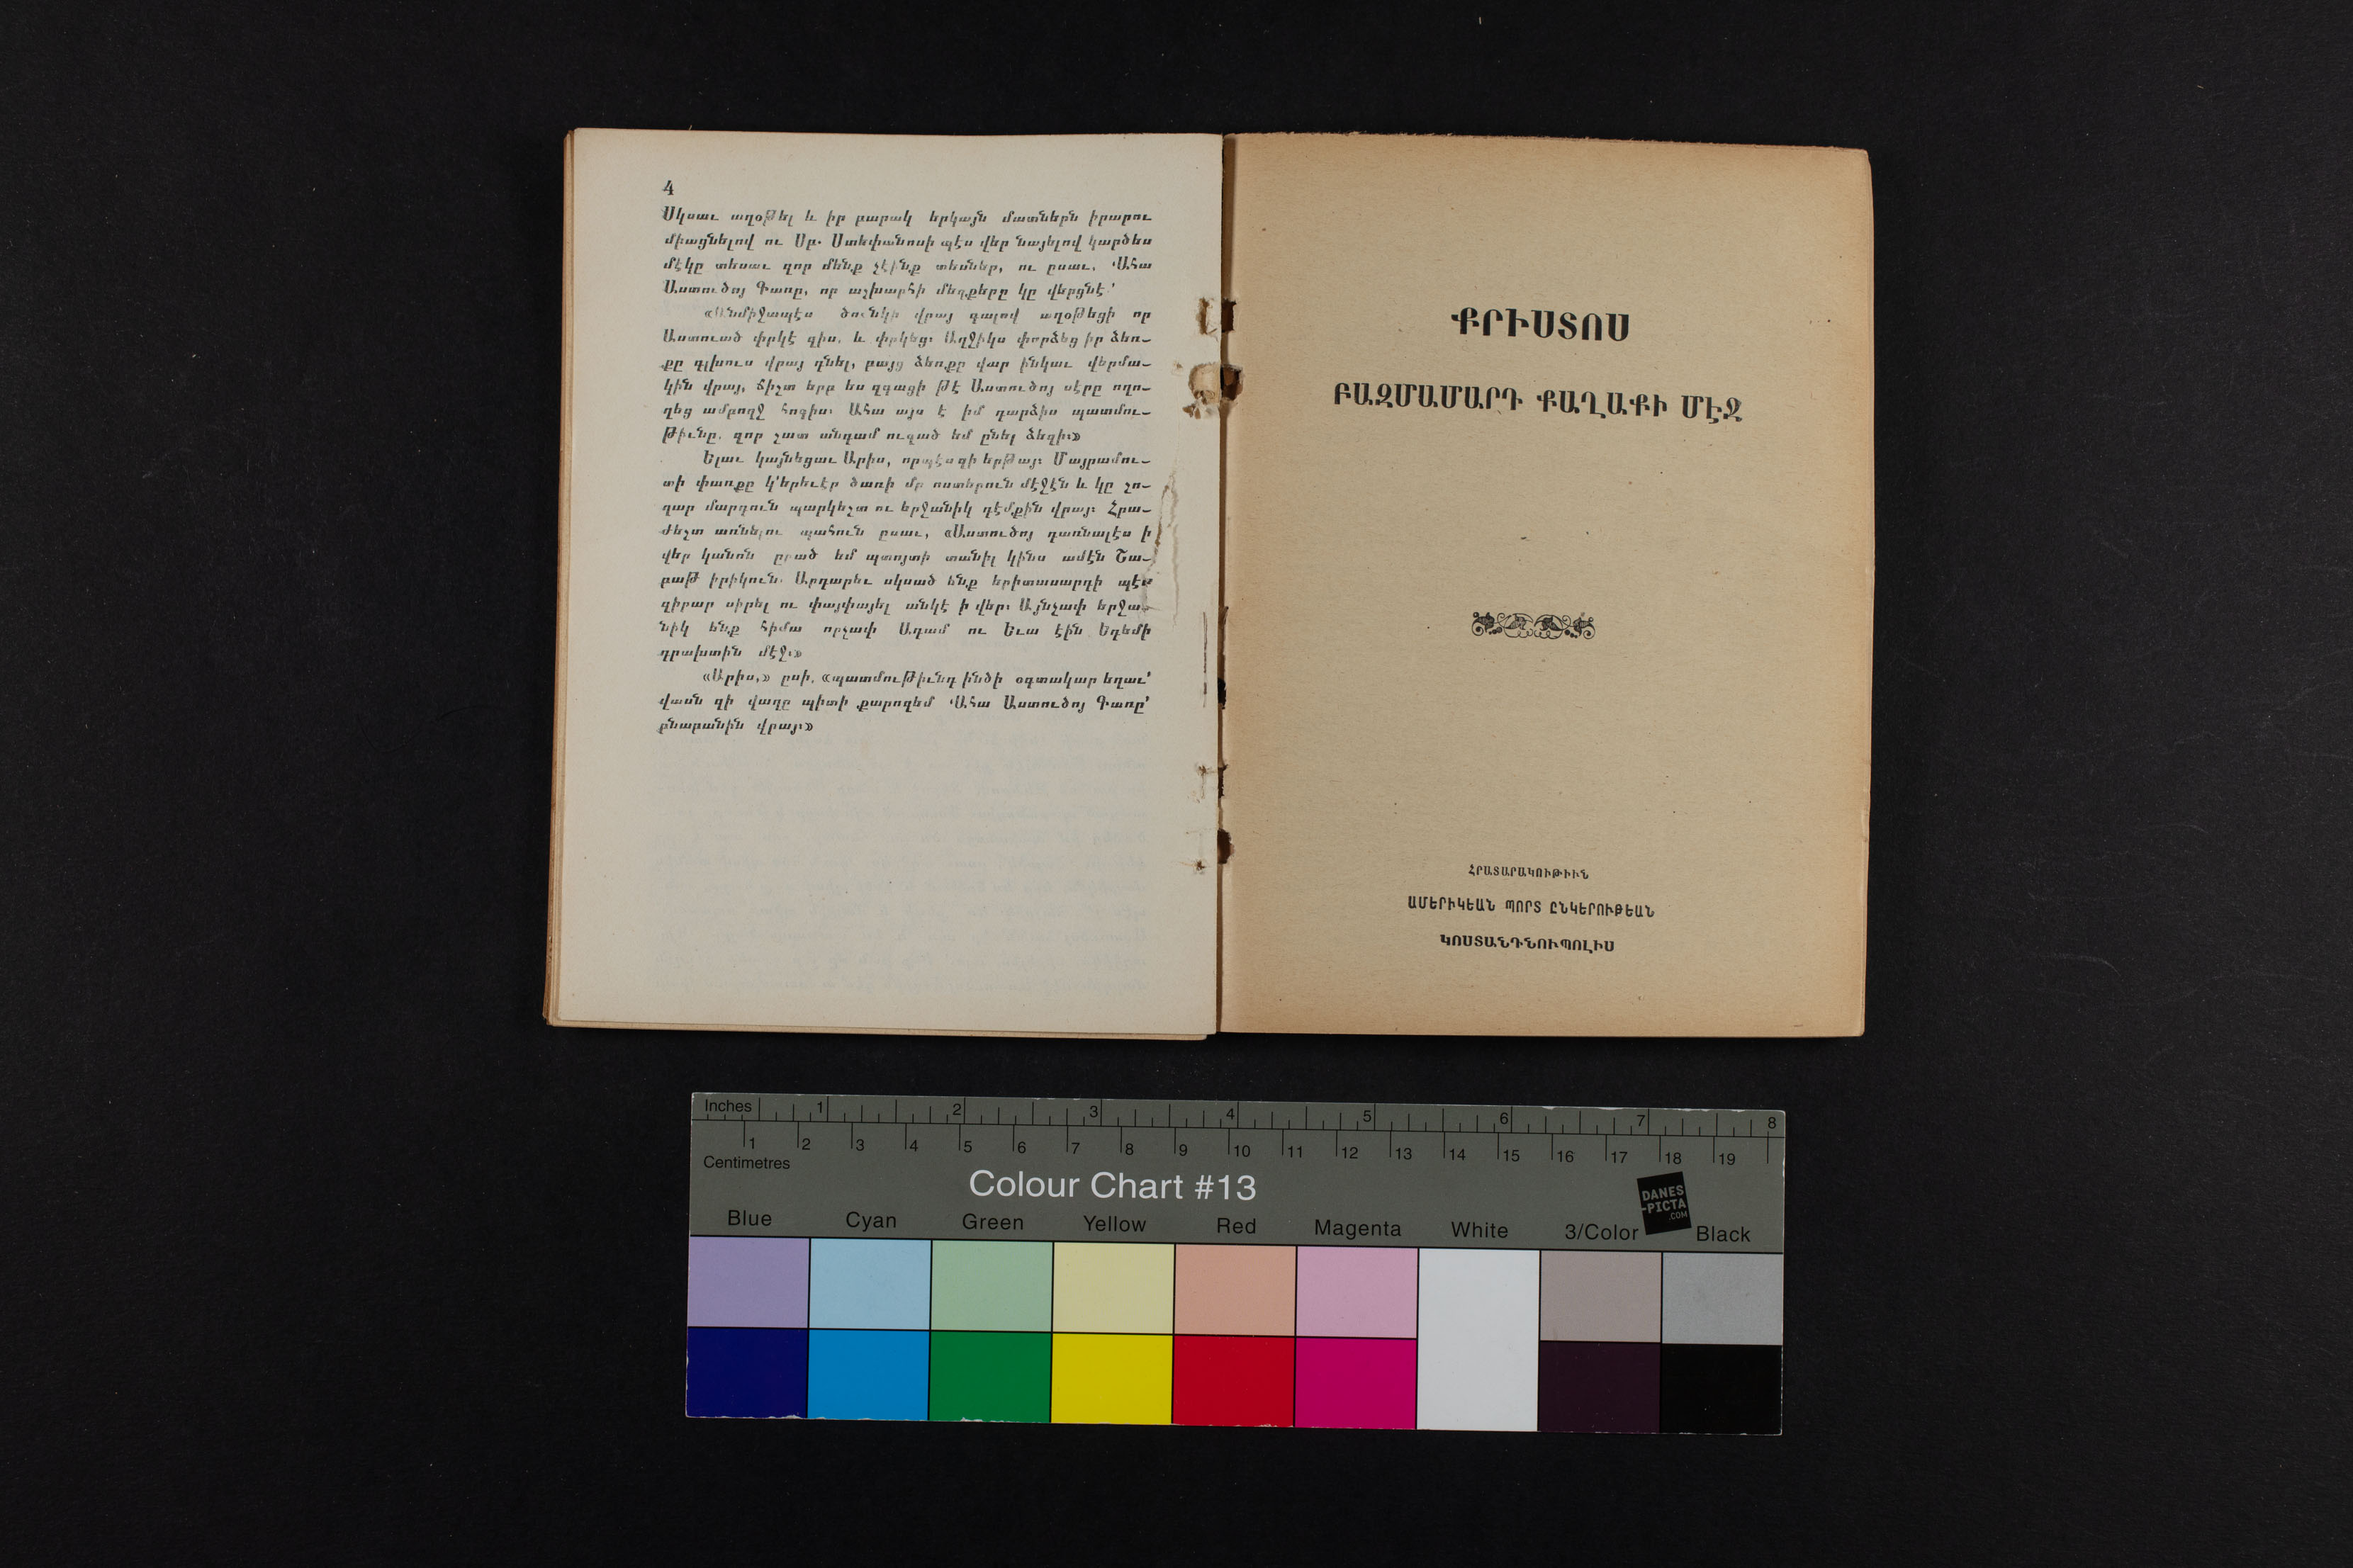 4
Սկսաւ աղօթել և իր բարակ երկայն մատներն իրարու
միացնելով ու Սբ. Ստեփանոսի պէս վեր նայելով կարծես
մէկը տեսաւ զոր մենք չէինք տեսներ, ու ըսաւ, ‘Ահա
Աստուծոյ Գառը, որ աշխարհի մեղքերը կը վերցնէ’
«Անմիջապէս ծունկի վրայ գալով աղօթեցի որ
Աստուած փրկէ զիս, և փրկեց։ Աղջիկս փորձեց իր ձեռ–
քը գլխուս վրայ դնել, բայց ձեռքը վար ինկաւ վերմա–
կին վրայ, ճիշտ երբ ես զգացի թէ Աստուծոյ սէրը ողո–
ղեց ամբողջ հոգիս։ Ահա այս է իմ դարձիս պատմու–
թիւնը, զոր շատ անգամ ուզած եմ ընել ձեզի։»
Ելաւ կայնեցաւ Արիս, որպէսզի երթայ։ Մայրամու–
տի փառքը կ’երեւէր ծառի մը ոստերուն մէջէն և կը շո–
ղար մարդուն պարկեշտ ու երջանիկ դէմքին վրայ։ Հրա–
ժեշտ առնելու պահուն ըսաւ, «Աստուծոյ դառնալէս ի
վեր կանոն ըրած եմ պտոյտի տանիլ կինս ամէն Շա–
բաթ իրիկուն։ Արդարեւ սկսած ենք երիտասարդի պէս
զիրար սիրել ու փայփայել անկէ ի վեր։ Այնչափ երջա–
նիկ ենք հիմա որչափ Ադամ ու Եւա էին Եդեմի
դրախտին մէջ։»
«Արիս,» ըսի, «պատմութիւնդ ինծի օգտակար եղաւ՝
վասն զի վաղը պիտի քարոզեմ ‘Ահա Աստուծոյ Գառը’
բնաբանին վրայ։»
ՔՐԻՍՏՈՍ
ԲԱԶՄԱՄԱՐԴ ՔԱՂԱՔԻ ՄԷՋ
ՀՐԱՏԱՐԱԿՈՒԹԻՒՆ
ԱՄԵՐԻԿԵԱՆ ՊՈՐՏ ԸՆԿԵՐՈՒԹԵԱՆ
ԿՈՍՏԱՆԴՆՈՒՊՈԼԻՍ
Inches 1 2 3 4 5 6 7 8
1 2 3 4 5 6 7 8 9 10 11 12 13 14 15 16 17 18 19
Centimetres
Colour Chart #13
DANES
-PICTA
.COM
Blue Cyan Green Yellow Red Magenta White 3/Color Black